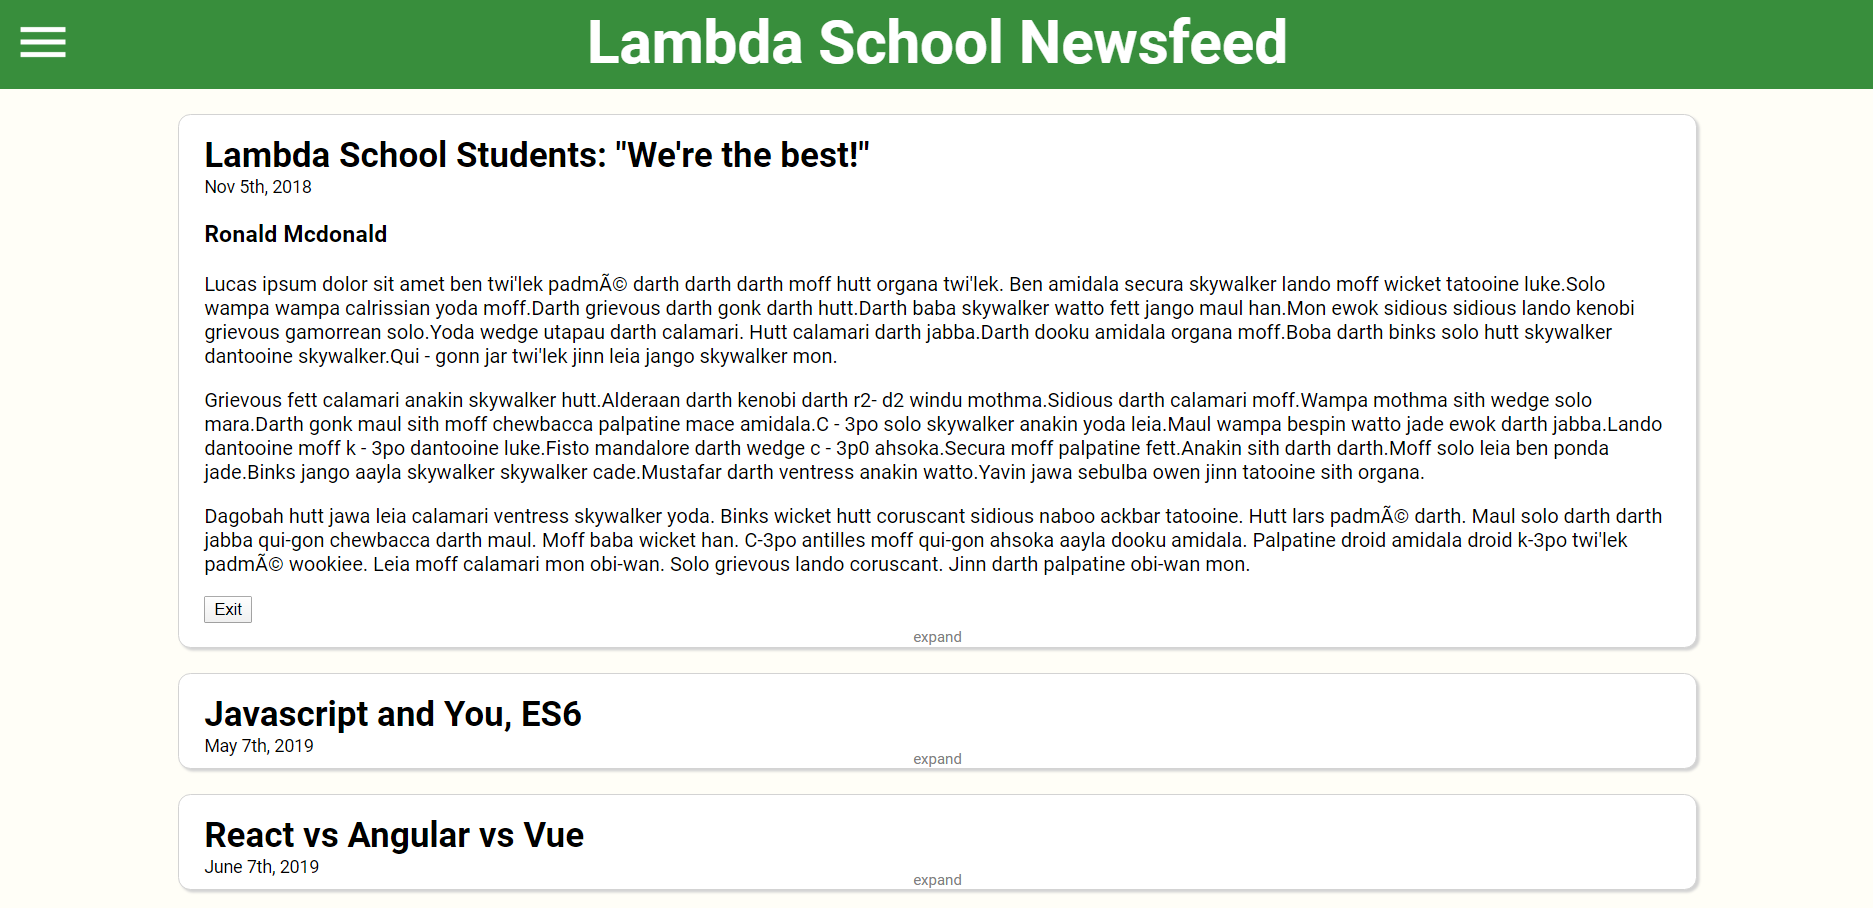 Lambda School Newsfeed
Lambda School Students: "We're the best!"
Nov 5th, 2018
Ronald Mcdonald
Lucas ipsum dolor sit amet ben twi'lek padmÃ© darth darth darth moff hutt organa twi'lek. Ben amidala secura skywalker lando moff wicket tatooine luke.Solo
wampa wampa calrissian yoda moff.Darth grievous darth gonk darth hutt.Darth baba skywalker watto fett jango maul han.Mon ewok sidious sidious lando kenobi
grievous gamorrean solo.Yoda wedge utapau darth calamari. Hutt calamari darth jabba.Darth dooku amidala organa moff.Boba darth binks solo hutt skywalker
dantooine skywalker.Qui - gonn jar twi'lek jinn leia jango skywalker mon.
Grievous fett calamari anakin skywalker hutt.Alderaan darth kenobi darth r2- d2 windu mothma.Sidious darth calamari moff.Wampa mothma sith wedge solo
mara.Darth gonk maul sith moff chewbacca palpatine mace amidala.C - 3po solo skywalker anakin yoda leia.Maul wampa bespin watto jade ewok darth jabba.Lando
dantooine moff k - 3po dantooine luke.Fisto mandalore darth wedge c - 3p0 ahsoka.Secura moff palpatine fett.Anakin sith darth darth.Moff solo leia ben ponda
jade.Binks jango aayla skywalker skywalker cade.Mustafar darth ventress anakin watto.Yavin jawa sebulba owen jinn tatooine sith organa.
Dagobah hutt jawa leia calamari ventress skywalker yoda. Binks wicket hutt coruscant sidious naboo ackbar tatooine. Hutt lars padmÃ© darth. Maul solo darth darth
jabba qui-gon chewbacca darth maul. Moff baba wicket han. C-3po antilles moff qui-gon ahsoka aayla dooku amidala. Palpatine droid amidala droid k-3po twi'lek
padmÃ© wookiee. Leia moff calamari mon obi-wan. Solo grievous lando coruscant. Jinn darth palpatine obi-wan mon.
Exit
expand
Javascript and You, ES6
May 7th, 2019
expand
React vs Angular vs Vue
June 7th, 2019
expand